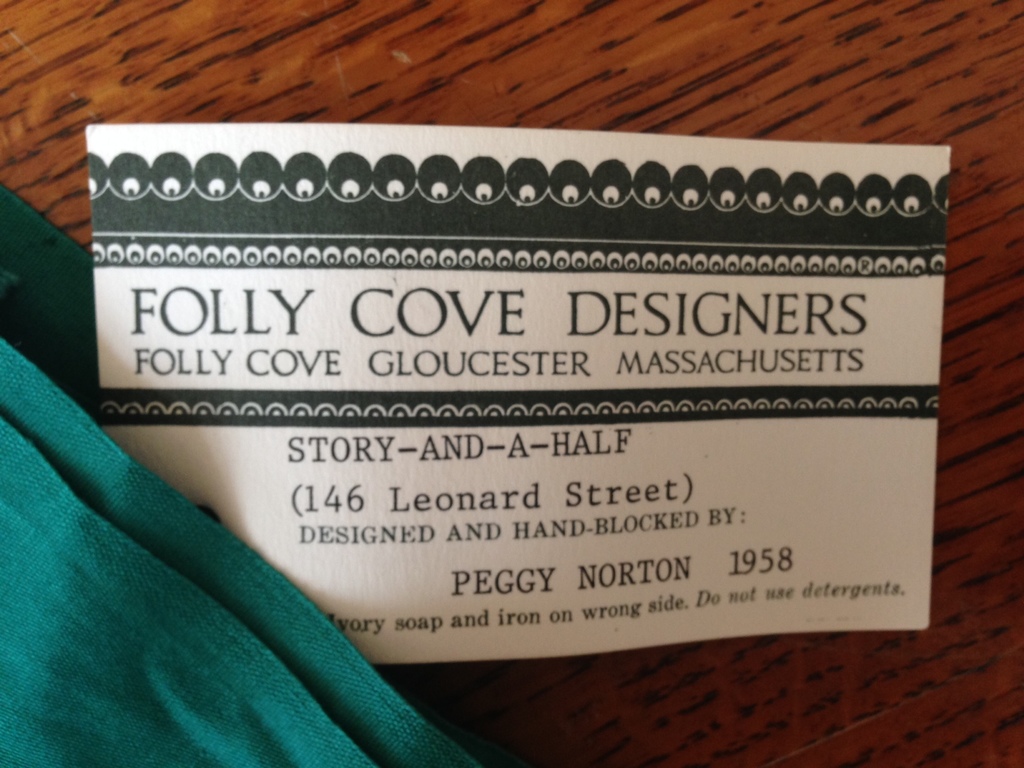 FOLLY COVE DESIGNERS
FOLLY COVE GLOUCESTER MASSACHUSETTS
STORY-AND-A-HALF
(146 Leonard Street)
DESIGNED AND HAND-BLOCKED BY:
PEGGY NORTON 1958
Ivory soap and iron on wrong side. Do not use detergents.